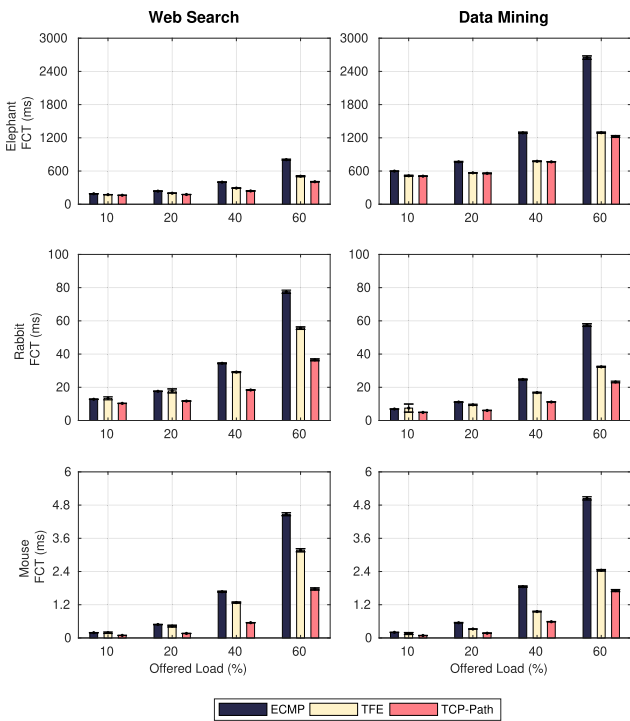 Web Search
Data Mining
Elephant
FCT (ms)
3000
2400
1800
1200
600
0
10 20 40 60
3000
2400
1800
1200
600
0
10 20 40 60
Rabbit
FCT (ms)
100
80
60
40
20
0
10 20 40 60
100
80
60
40
20
0
10 20 40 60
Mouse
FCT (ms)
6
4.8
3.6
2.4
1.2
0
10 20 40 60
Offered Load (%)
6
4.8
3.6
2.4
1.2
0
10 20 40 60
Offered Load (%)
ECMP TFE TCP-Path